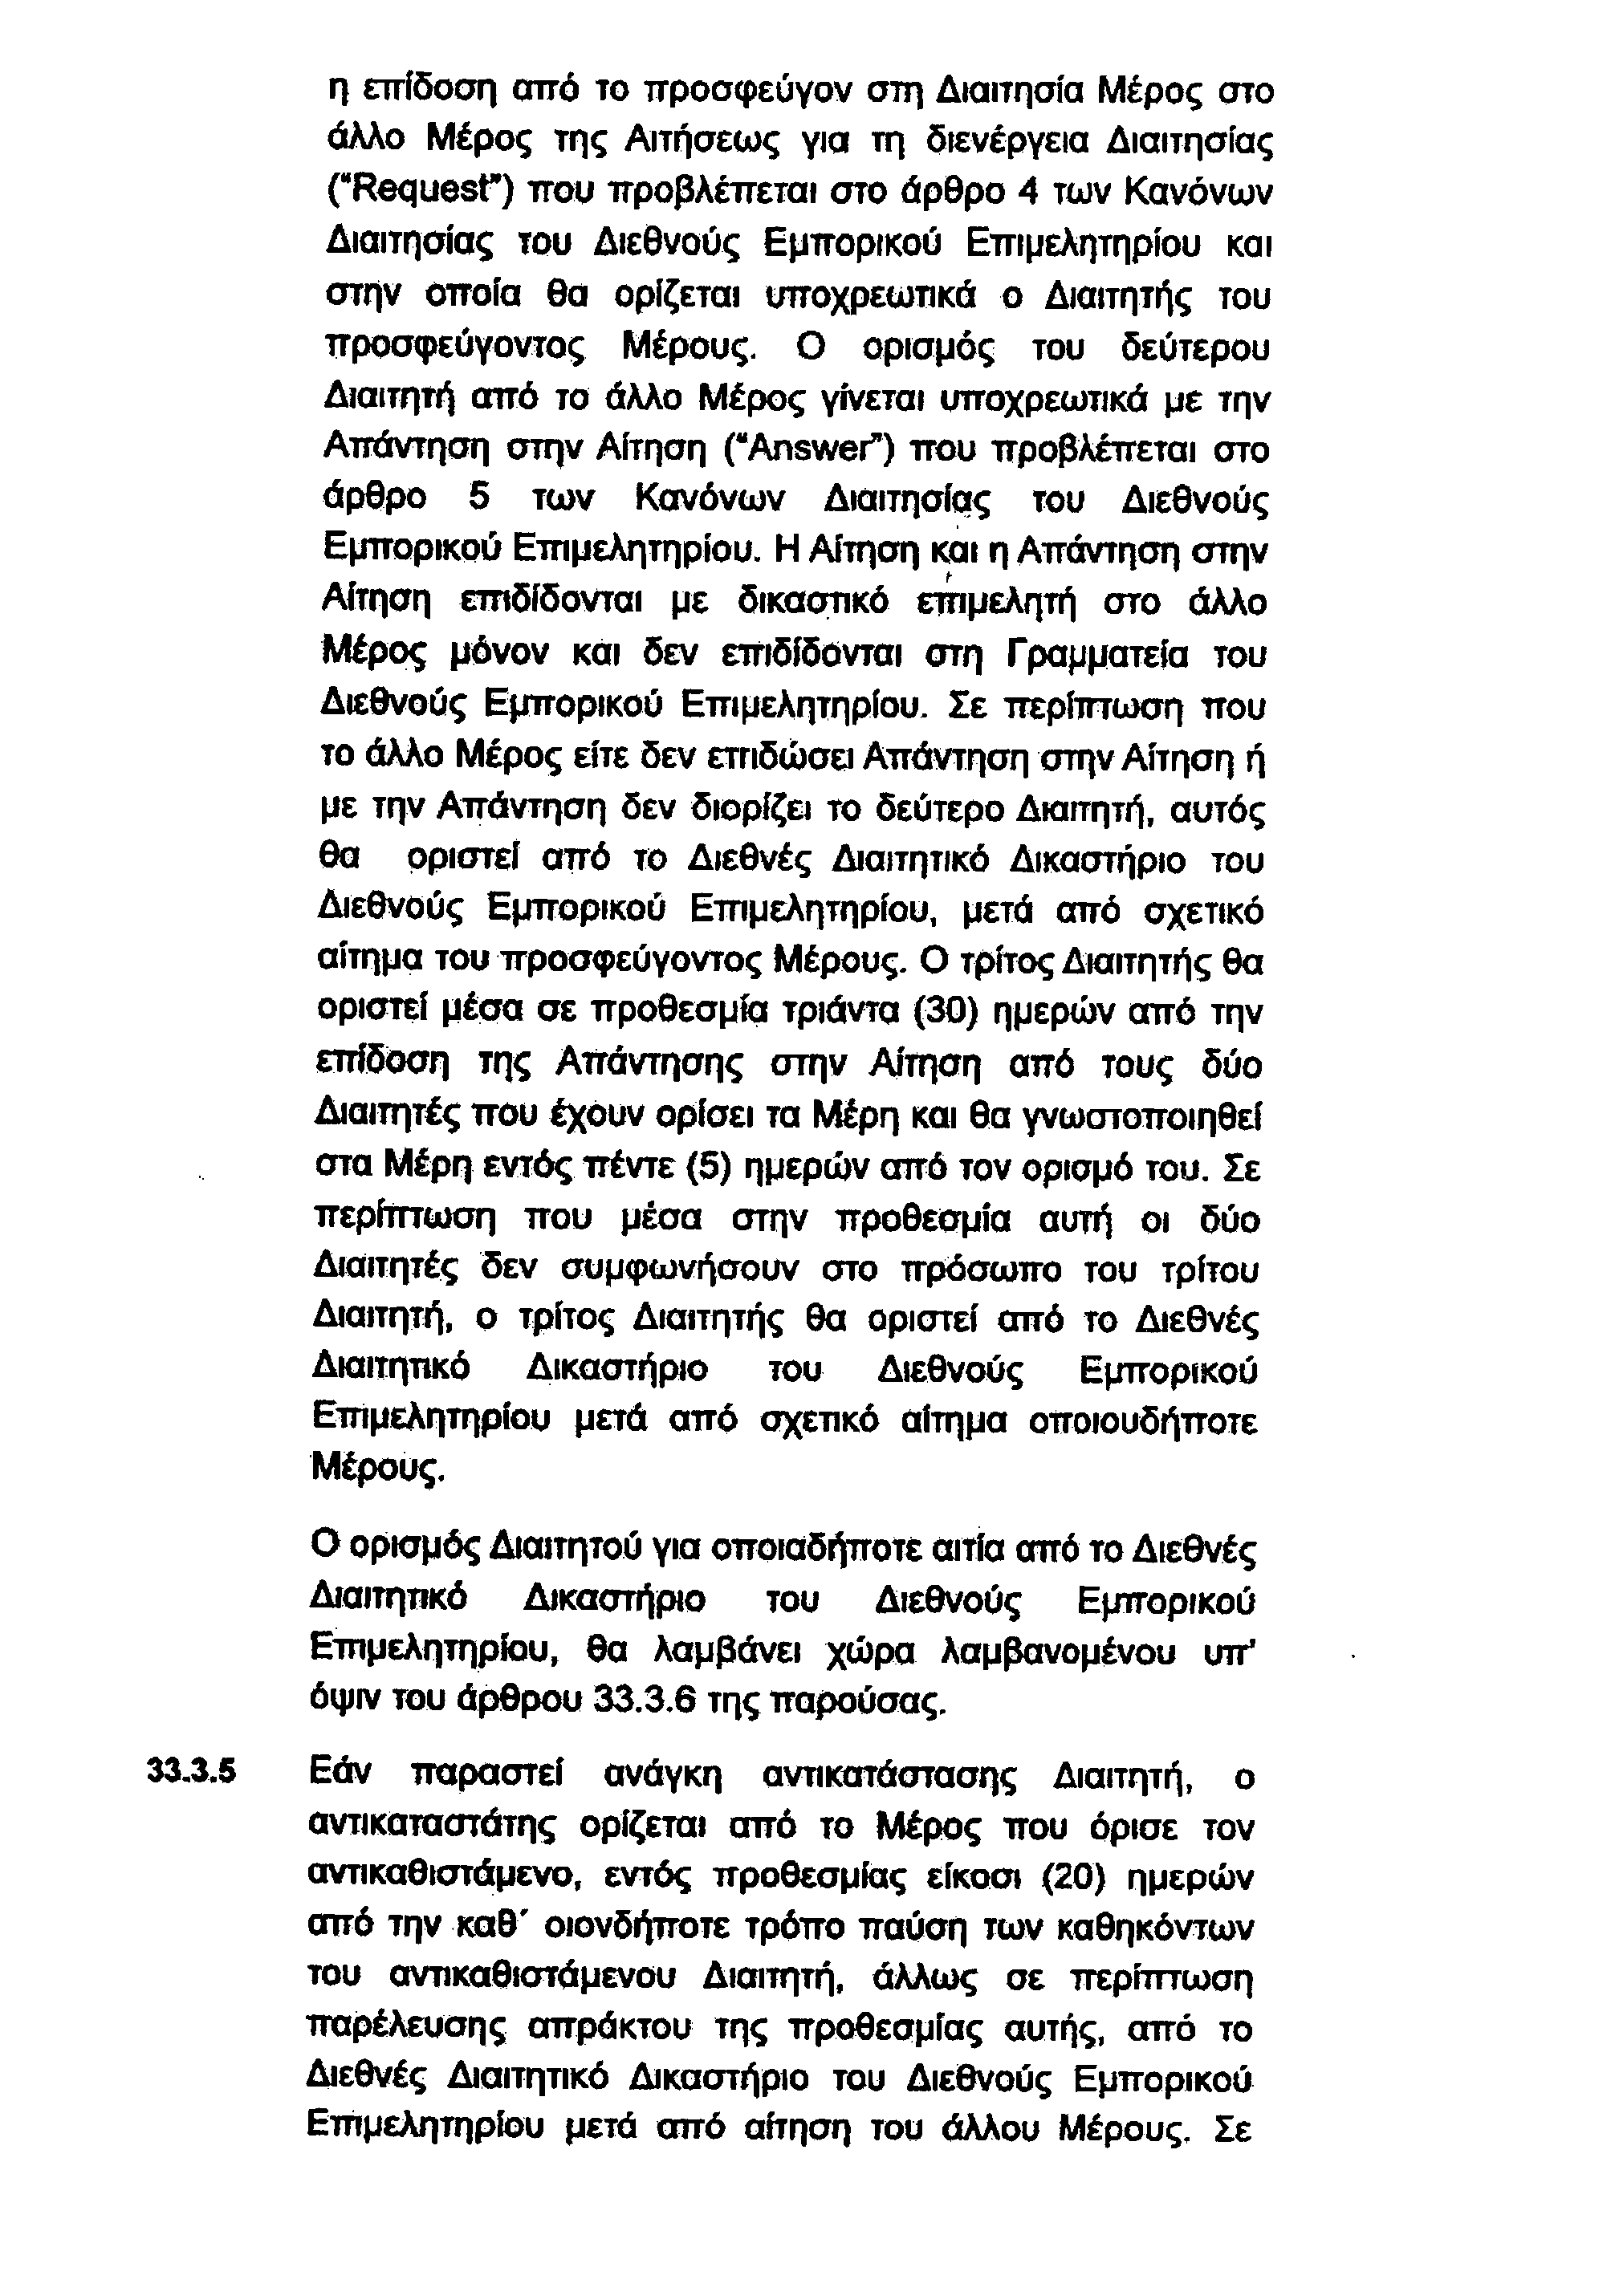 η επίδοση από το προσφεύγον στη Διαιτησία Μέρος στο
άλλο Μέρος της Αιτήσεως για τη διενέργεια Διαιτησίας
(“Request”) που προβλέπεται στο άρθρο 4 των Κανόνων
Διαιτησίας του Διεθνούς Εμπορικού Επιμελητηρίου και
στην οποία θα ορίζεται υποχρεωτικά ο Διαιτητής του
προσφεύγοντος Μέρους. Ο ορισμός του δεύτερου
Διαιτητή από το άλλο Μέρος γίνεται υποχρεωτικά με την
Απάντηση στην Αίτηση (“Answer”) που προβλέπεται στο
άρθρο 5 των Κανόνων Διαιτησίας του Διεθνούς
Εμπορικού Επιμελητηρίου. Η Αίτηση και η Απάντηση στην
Αίτηση επιδίδονται με δικαστικό επιμελητή στο άλλο
Μέρος μόνον και δεν επιδίδονται στη Γραμματεία του
Διεθνούς Εμπορικού Επιμελητηρίου. Σε περίπτωση που
το άλλο Μέρος είτε δεν επιδώσει Απάντηση στην Αίτηση ή
με την Απάντηση δεν διορίζει το δεύτερο Διαιτητή, αυτός
θα οριστεί από το Διεθνές Διαιτητικό Δικαστήριο του
Διεθνούς Εμπορικού Επιμελητηρίου, μετά από σχετικό
αίτημα του προσφεύγοντος Μέρους. Ο τρίτος Διαιτητής θα
οριστεί μέσα σε προθεσμία τριάντα (30) ημερών από την
επίδοση της Απάντησης στην Αίτηση από τους δύο
Διαιτητές που έχουν ορίσει τα Μέρη και θα γνωστοποιηθεί
στα Μέρη εντός πέντε (5) ημερών από τον ορισμό του. Σε
περίπτωση που μέσα στην προθεσμία αυτή οι δύο
Διαιτητές δεν συμφωνήσουν στο πρόσωπο του τρίτου
Διαιτητή, ο τρίτος Διαιτητής θα οριστεί από το Διεθνές
Διαιτητικό Δικαστήριο του Διεθνούς Εμπορικού
Επιμελητηρίου μετά από σχετικό αίτημα οποιουδήποτε
Μέρους.
Ο ορισμός Διαιτητού για οποιαδήποτε αιτία από το Διεθνές
Διαιτητικό Δικαστήριο του Διεθνούς Εμπορικού
Επιμελητηρίου, θα λαμβάνει χώρα λαμβανομένου υπ’
όψιν του άρθρου 33.3.6 της παρούσας.
33.3.5 Εάν παραστεί ανάγκη αντικατάστασης Διαιτητή, ο
αντικαταστάτης ορίζεται από το Μέρος που όρισε τον
αντικαθιστάμενο, εντός προθεσμίας είκοσι (20) ημερών
από την καθ΄ οιονδήποτε τρόπο παύση των καθηκόντων
του αντικαθιστάμενου Διαιτητή, άλλως σε περίπτωση
παρέλευσης απράκτου της προθεσμίας αυτής, από το
Διεθνές Διαιτητικό Δικαστήριο του Διεθνούς Εμπορικού
Επιμελητηρίου μετά από αίτηση του άλλου Μέρους. Σε